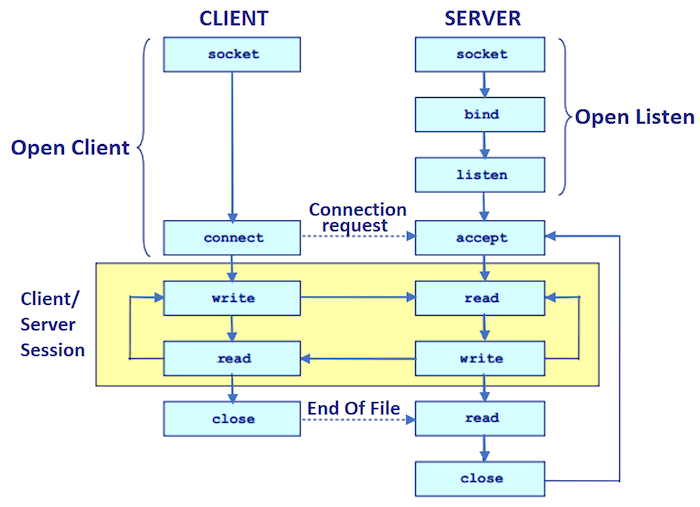 CLIENT
SERVER
socket
socket
bind
Open Client
Open Listen
listen
Connection
request
connect
accept
Client/
Server
Session
write
read
read
write
close
End Of File
read
close